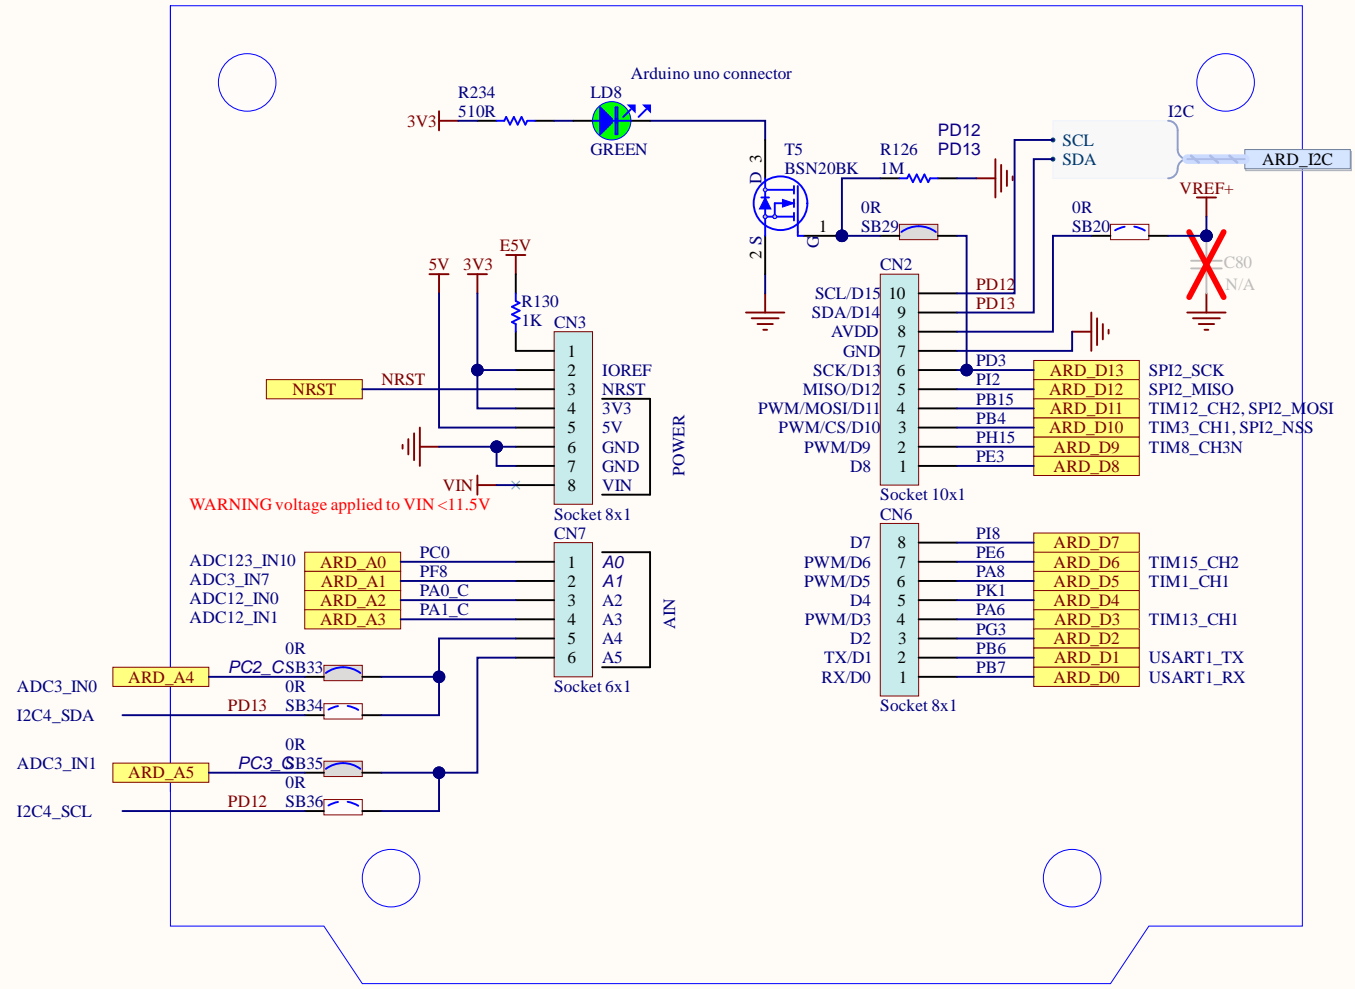 Arduino uno connector
R234
510R
3V3
LD8
GREEN
T5
BSN20BK
D 3
2 S
G 1
R126
1M
PD12
PD13
I2C
SCL
SDA
ARD_I2C
VREF+
0R
SB29
0R
SB20
C80
N/A
E5V
5V
3V3
R130
1K
CN3
1
2 IOREF
NRST NRST 3 NRST
4 3V3
5 5V
6 GND
7 GND
VIN 8 VIN
POWER
WARNING voltage applied to VIN <11.5V
Socket 8x1
CN2
SCL/D15 10 PD12
SDA/D14 9 PD13
AVDD 8
GND 7
SCK/D13 6 PD3 ARD_D13 SPI2_SCK
MISO/D12 5 PI2 ARD_D12 SPI2_MISO
PWM/MOSI/D11 4 PB15 ARD_D11 TIM12_CH2, SPI2_MOSI
PWM/CS/D10 3 PB4 ARD_D10 TIM3_CH1, SPI2_NSS
PWM/D9 2 PH15 ARD_D9 TIM8_CH3N
D8 1 PE3 ARD_D8
Socket 10x1
CN7
ADC123_IN10 ARD_A0 PC0 1 A0
ADC3_IN7 ARD_A1 PF8 2 A1
ADC12_IN0 ARD_A2 PA0_C 3 A2
ADC12_IN1 ARD_A3 PA1_C 4 A3
5 A4
6 A5
AIN
Socket 6x1
0R
ARD_A4 PC2_C SB33
ADC3_IN0
0R
I2C4_SDA PD13 SB34
0R
ADC3_IN1 ARD_A5 PC3_C SB35
0R
I2C4_SCL PD12 SB36
CN6
D7 8 PI8 ARD_D7
PWM/D6 7 PE6 ARD_D6 TIM15_CH2
PWM/D5 6 PA8 ARD_D5 TIM1_CH1
D4 5 PK1 ARD_D4
PWM/D3 4 PA6 ARD_D3 TIM13_CH1
D2 3 PG3 ARD_D2
TX/D1 2 PB6 ARD_D1 USART1_TX
RX/D0 1 PB7 ARD_D0 USART1_RX
Socket 8x1